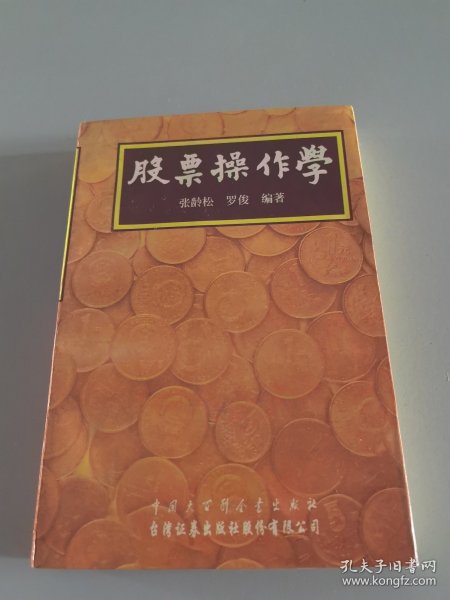 股票操作學
张龄松 罗俊 编著
中国大百科全书出版社
台湾证券出版社股份有限公司
孔夫子旧书网
www.kongfz.com